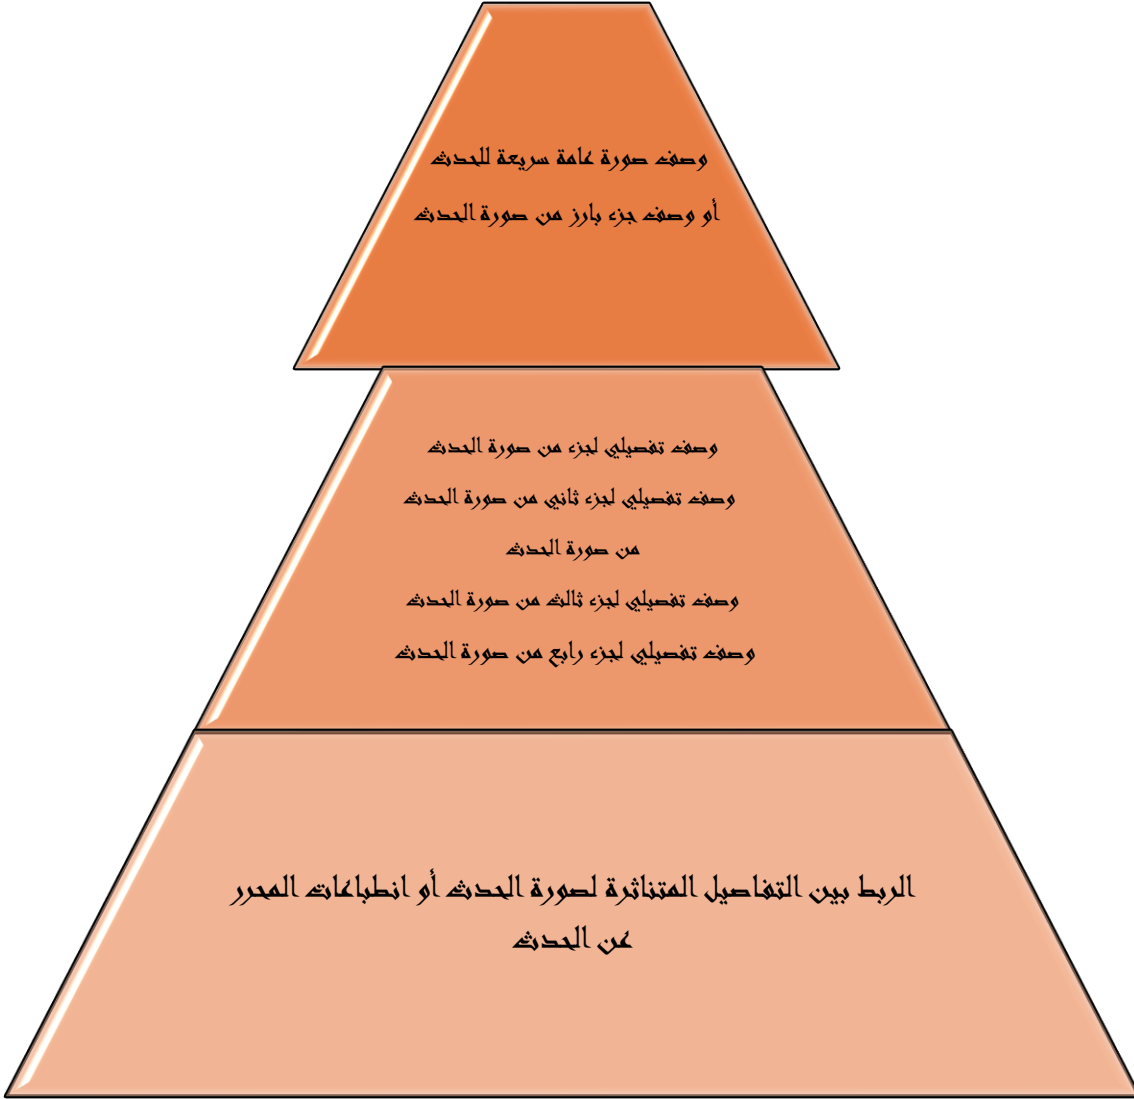 وصف صورة عامة سريعة للحدث
أو وصف جزء بارز من صورة الحدث
وصف تفصيلي لجزء من صورة الحدث
وصف تفصيلي لجزء ثاني من صورة الحدث
من صورة الحدث
وصف تفصيلي لجزء ثالث من صورة الحدث
وصف تفصيلي لجزء رابع من صورة الحدث
الربط بين التفاصيل المتناثرة لصورة الحدث أو انطباعات المحرر
عن الحدث